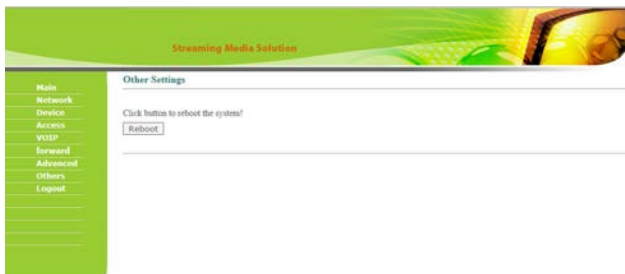 Streaming Media Solution
Main
Network
Device
Access
VOIP
forward
Advanced
Others
Logout
Other Settings
Click button to reboot the system!
Reboot